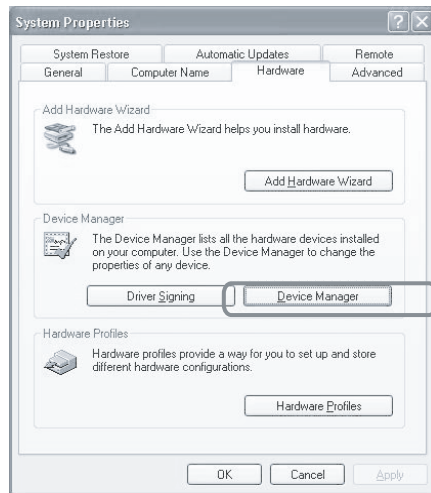 System Properties
System Restore Automatic Updates Remote
General Computer Name Hardware Advanced
Add Hardware Wizard
The Add Hardware Wizard helps you install hardware.
Add Hardware Wizard
Device Manager
The Device Manager lists all the hardware devices installed
on your computer. Use the Device Manager to change the
properties of any device.
Driver Signing Device Manager
Hardware Profiles
Hardware profiles provide a way for you to set up and store
different hardware configurations.
Hardware Profiles
OK Cancel Apply